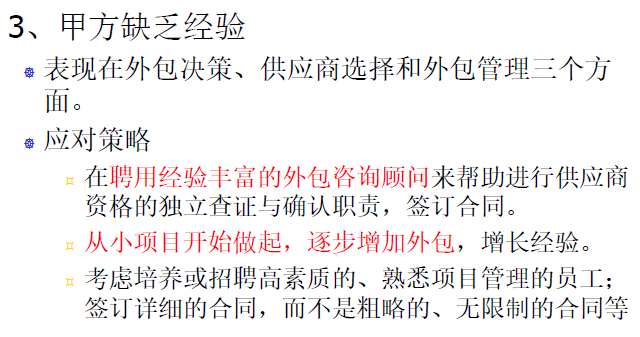 3、甲方缺乏经验
表现在外包决策、供应商选择和外包管理三个方
面。
应对策略
在聘用经验丰富的外包咨询顾问来帮助进行供应商
资格的独立查证与确认职责，签订合同。
从小项目开始做起，逐步增加外包，增长经验。
考虑培养或招聘高素质的、熟悉项目管理的员工；
签订详细的合同，而不是粗略的、无限制的合同等